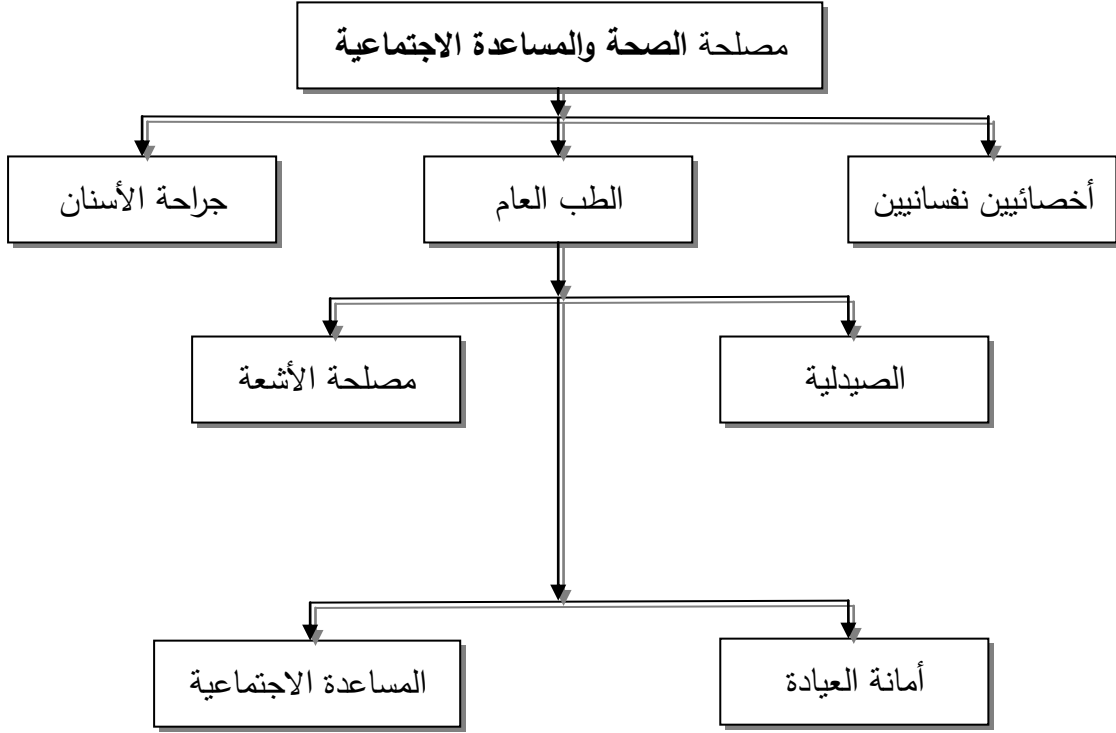 مصلحة الصحة والمساعدة الاجتماعية
أخصائيين نفسانيين
الطب العام
جراحة الأسنان
الصيدلية
مصلحة الأشعة
أمانة العيادة
المساعدة الاجتماعية